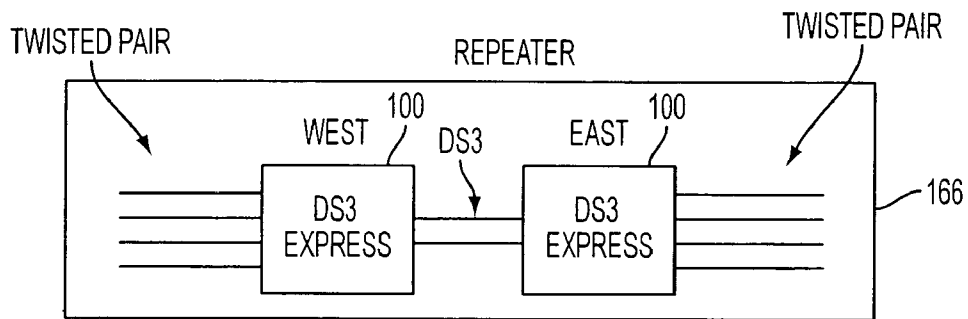 TWISTED PAIR
REPEATER
TWISTED PAIR
WEST
100
DS3
EAST
100
166
DS3
EXPRESS
DS3
EXPRESS